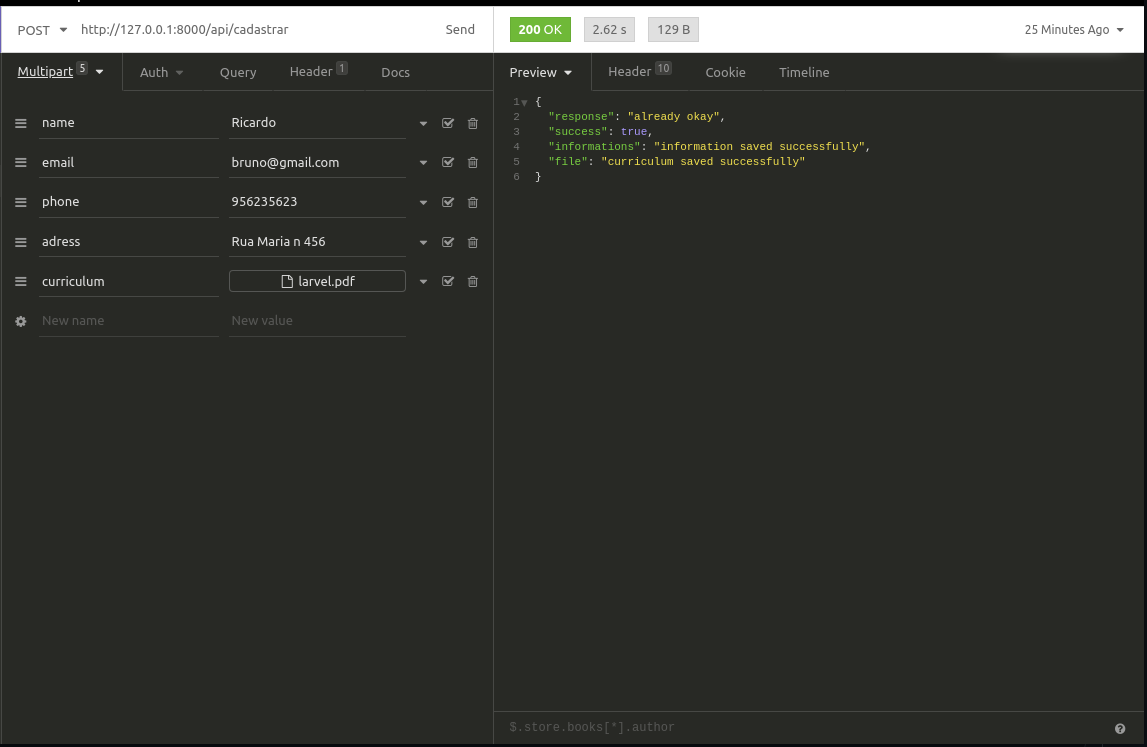 POST http://127.0.0.1:8000/api/cadastrar Send
200 OK 2.62 s 129 B 25 Minutes Ago
Multipart 5 Auth Query Header 1 Docs
Preview Header 10 Cookie Timeline
name Ricardo
email bruno@gmail.com
phone 956235623
adress Rua Maria n 456
curriculum larvel.pdf
New name New value
1 {
2 "response": "already okay",
3 "success": true,
4 "informations": "information saved successfully",
5 "file": "curriculum saved successfully"
6 }
$.store.books[*].author ?